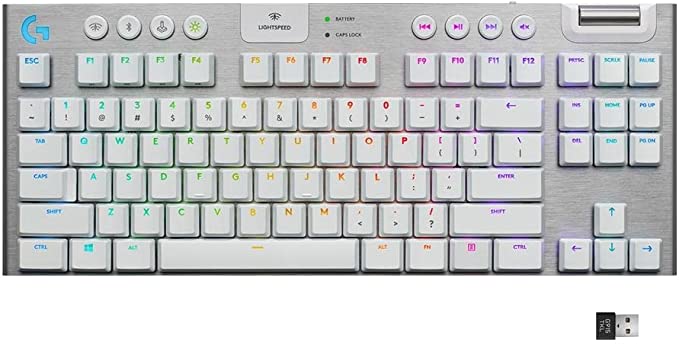 G LIGHTSPEED BATTERY
CAPS LOCK
ESC F1 F2 F3 F4 F5 F6 F7 F8 F9 F10 F11 F12 PRTSC SCRLK PAUSE
~ 1 2 3 4 5 6 7 8 9 0 - = ← INS HOME PG UP
` ! @ # $ % ^ & * ( ) _ +
TAB Q W E R T Y U I O P [ ] \ DEL END PG DN
{ } |
CAPS A S D F G H J K L ; ' ENTER
: "
SHIFT Z X C V B N M , . / SHIFT ↑
< > ?
CTRL ALT ALT FN CTRL ← ↓ →
G915
TKL